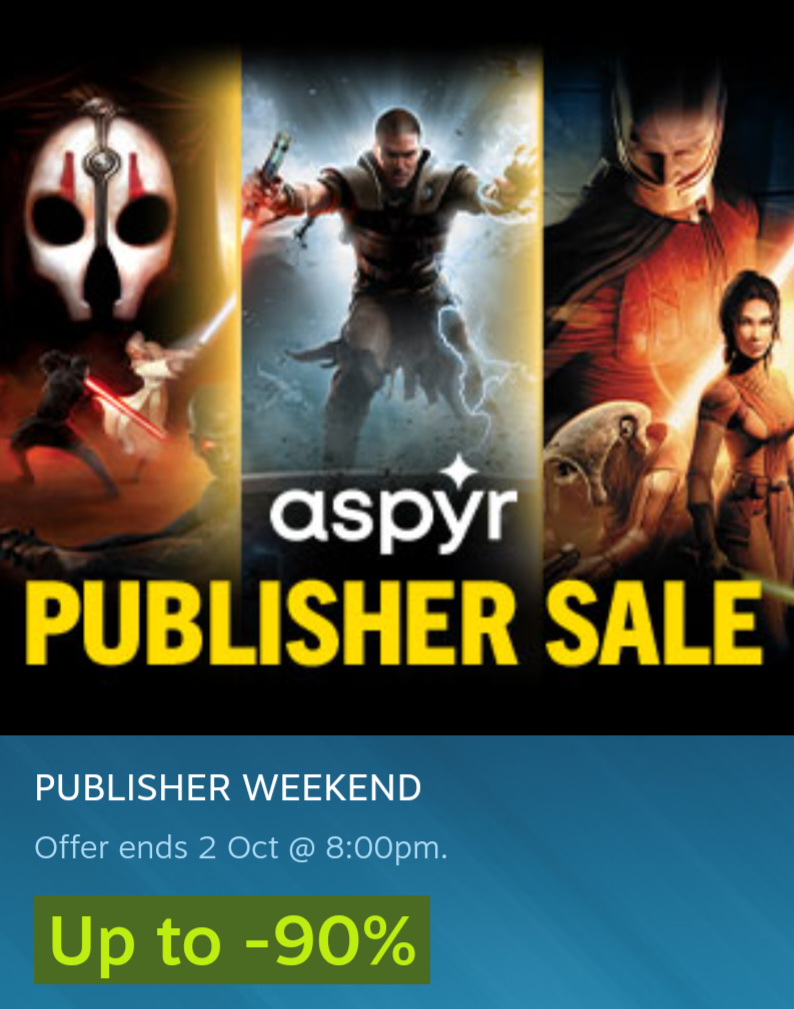 aspyr
PUBLISHER SALE
PUBLISHER WEEKEND
Offer ends 2 Oct @ 8:00pm.
Up to -90%